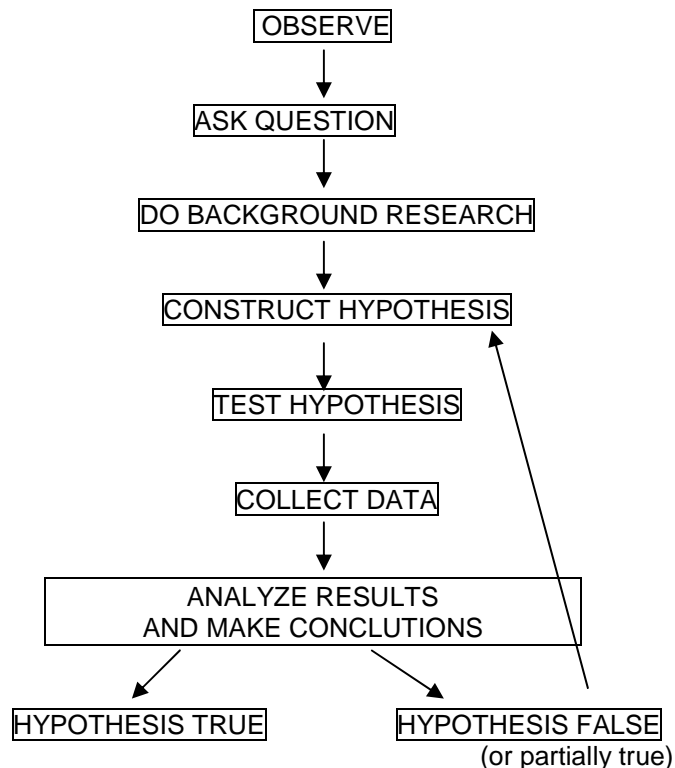 OBSERVE
ASK QUESTION
DO BACKGROUND RESEARCH
CONSTRUCT HYPOTHESIS
TEST HYPOTHESIS
COLLECT DATA
ANALYZE RESULTS
AND MAKE CONCLUTIONS
HYPOTHESIS TRUE
HYPOTHESIS FALSE
(or partially true)